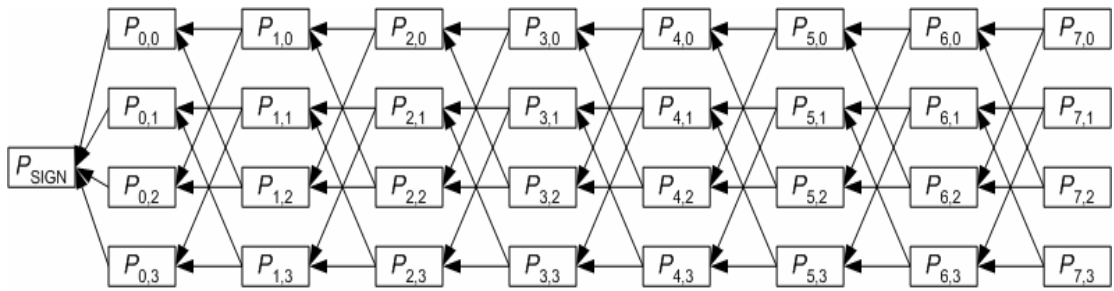 P0,0 P1,0 P2,0 P3,0 P4,0 P5,0 P6,0 P7,0
P0,1 P1,1 P2,1 P3,1 P4,1 P5,1 P6,1 P7,1
PSIGN
P0,2 P1,2 P2,2 P3,2 P4,2 P5,2 P6,2 P7,2
P0,3 P1,3 P2,3 P3,3 P4,3 P5,3 P6,3 P7,3